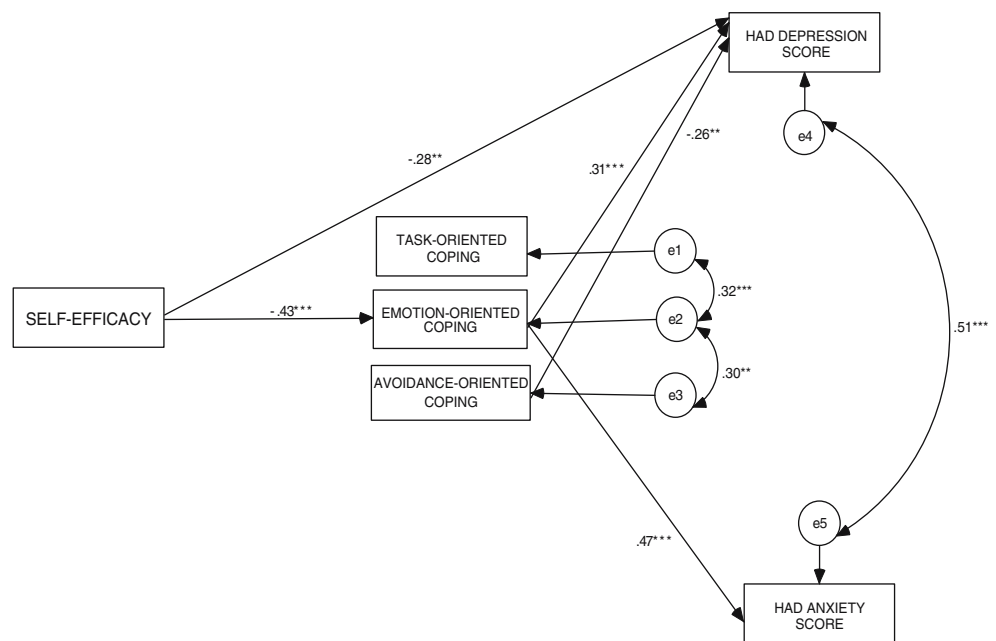 HAD DEPRESSION
SCORE
e4
-.28**
.31***
-.26**
TASK-ORIENTED
COPING
e1
.32***
SELF-EFFICACY
-.43***
EMOTION-ORIENTED
COPING
e2
.51***
.30**
AVOIDANCE-ORIENTED
COPING
e3
e5
.47***
HAD ANXIETY
SCORE